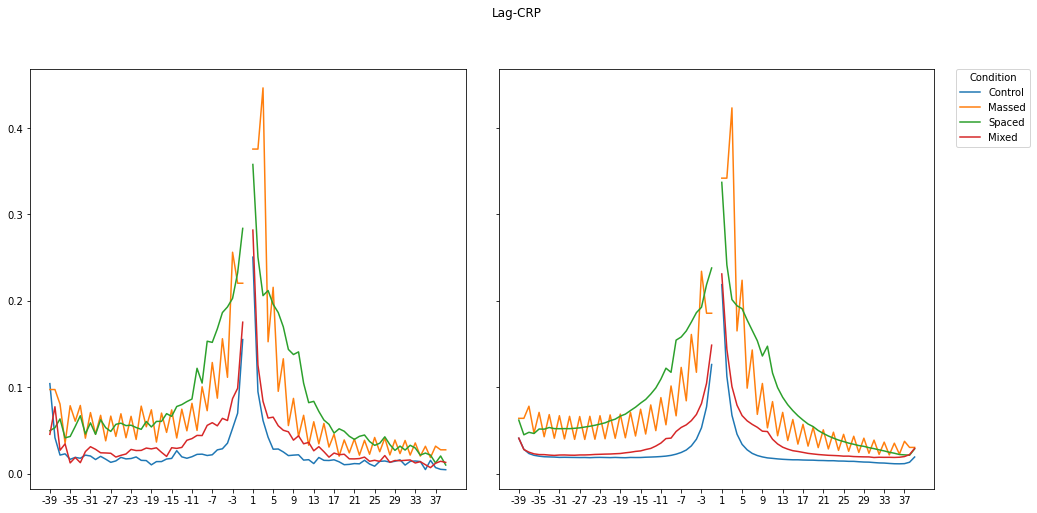 Lag-CRP
Condition
Control
Massed
Spaced
Mixed
0.4
0.3
0.2
0.1
0.0
-39 -35 -31 -27 -23 -19 -15 -11 -7 -3 1 5 9 13 17 21 25 29 33 37
-39 -35 -31 -27 -23 -19 -15 -11 -7 -3 1 5 9 13 17 21 25 29 33 37